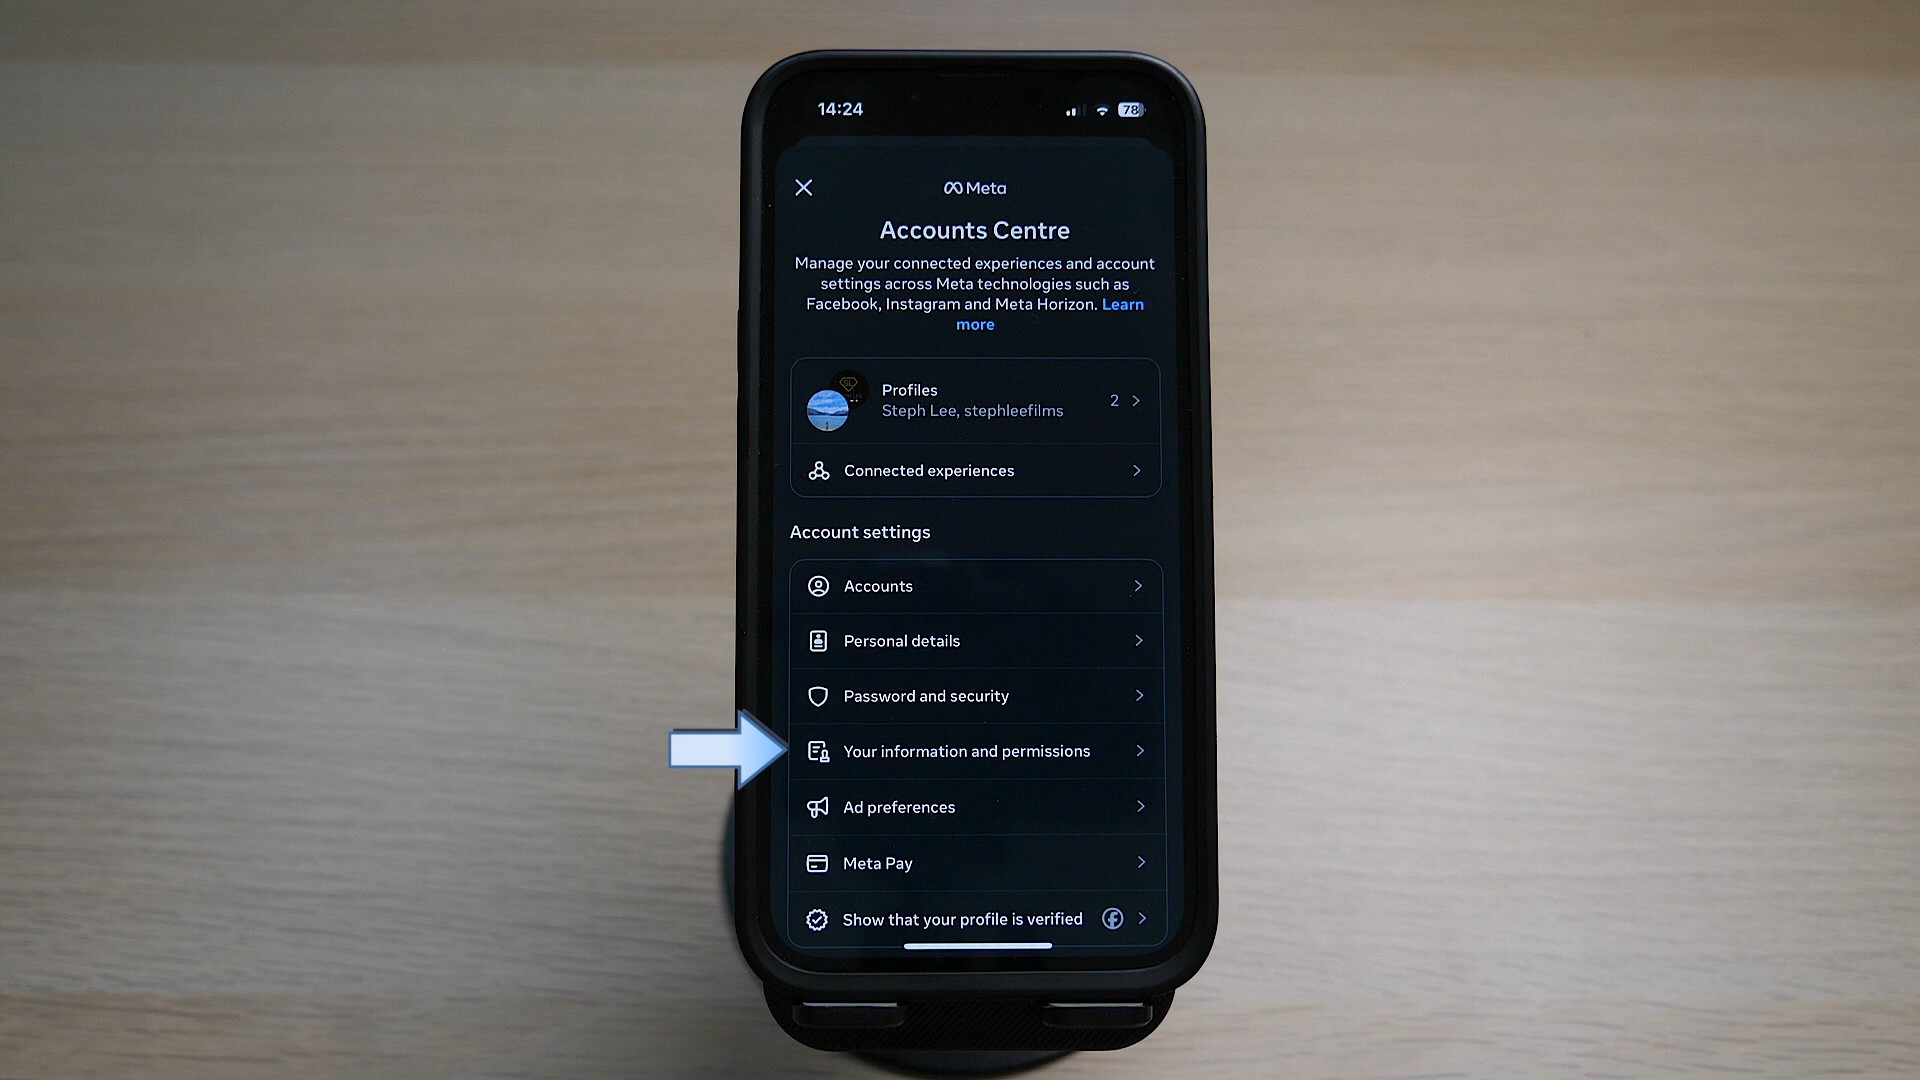 14:24
78
Meta
Accounts Centre
Manage your connected experiences and account
settings across Meta technologies such as
Facebook, Instagram and Meta Horizon. Learn
more
SL
Profiles
Steph Lee, stephleefilms
2
Connected experiences
Account settings
Accounts
Personal details
Password and security
Your information and permissions
Ad preferences
Meta Pay
Show that your profile is verified